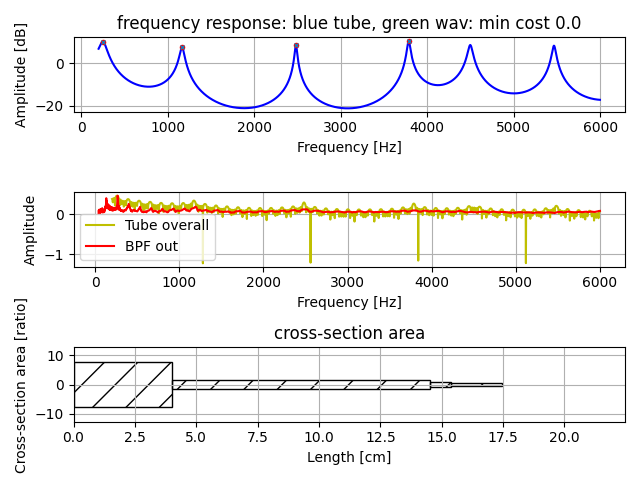 frequency response: blue tube, green wav: min cost 0.0
Amplitude [dB]
0
−20
0 1000 2000 3000 4000 5000 6000
Frequency [Hz]
Amplitude
0
−1
Tube overall
BPF out
0 1000 2000 3000 4000 5000 6000
Frequency [Hz]
cross-section area
Cross-section area [ratio]
10
0
−10
0.0 2.5 5.0 7.5 10.0 12.5 15.0 17.5 20.0
Length [cm]